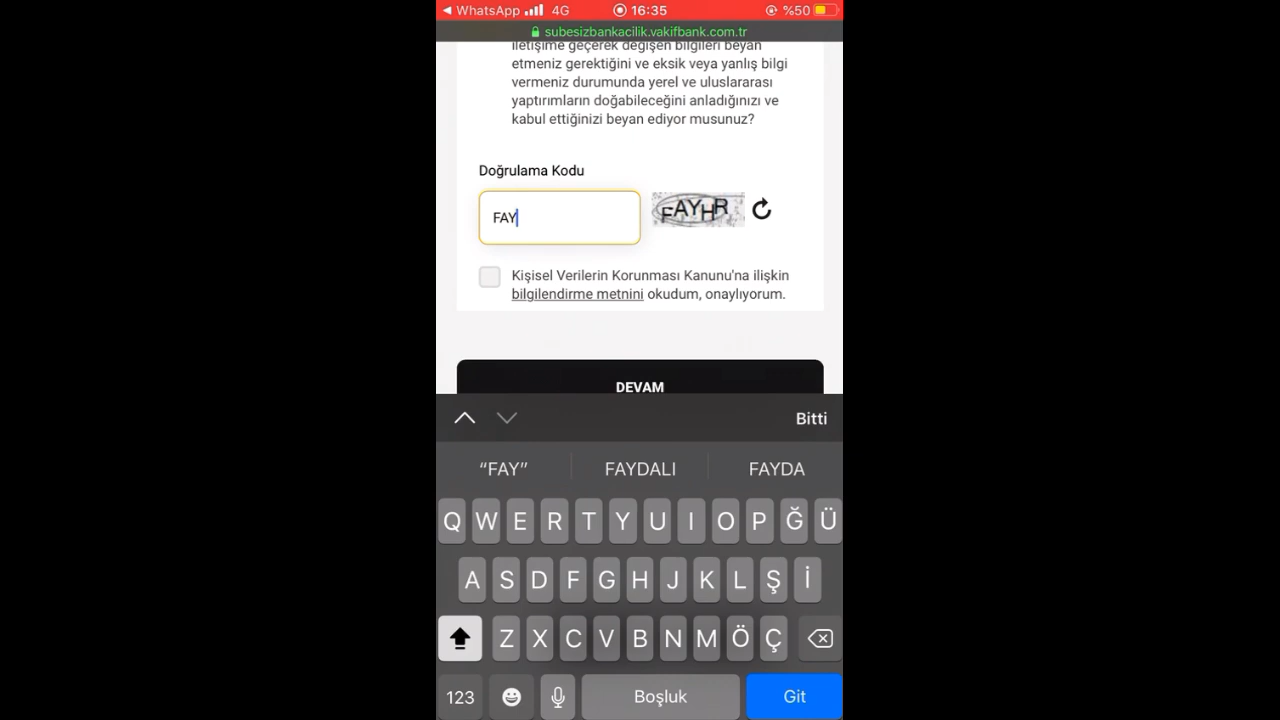 WhatsApp 4G 16:35 %50
subesizbankacilik.vakifbank.com.tr
iletişime geçerek değişen bilgileri beyan
etmeniz gerektiğini ve eksik veya yanlış bilgi
vermeniz durumunda yerel ve uluslararası
yaptırımların doğabileceğini anladığınızı ve
kabul ettiğinizi beyan ediyor musunuz?
Doğrulama Kodu
FAY FAYHR
Kişisel Verilerin Korunması Kanunu'na ilişkin
bilgilendirme metnini okudum, onaylıyorum.
DEVAM
Bitti
“FAY” FAYDALI FAYDA
Q W E R T Y U I O P Ğ Ü
A S D F G H J K L Ş İ
Z X C V B N M Ö Ç
123 Boşluk Git